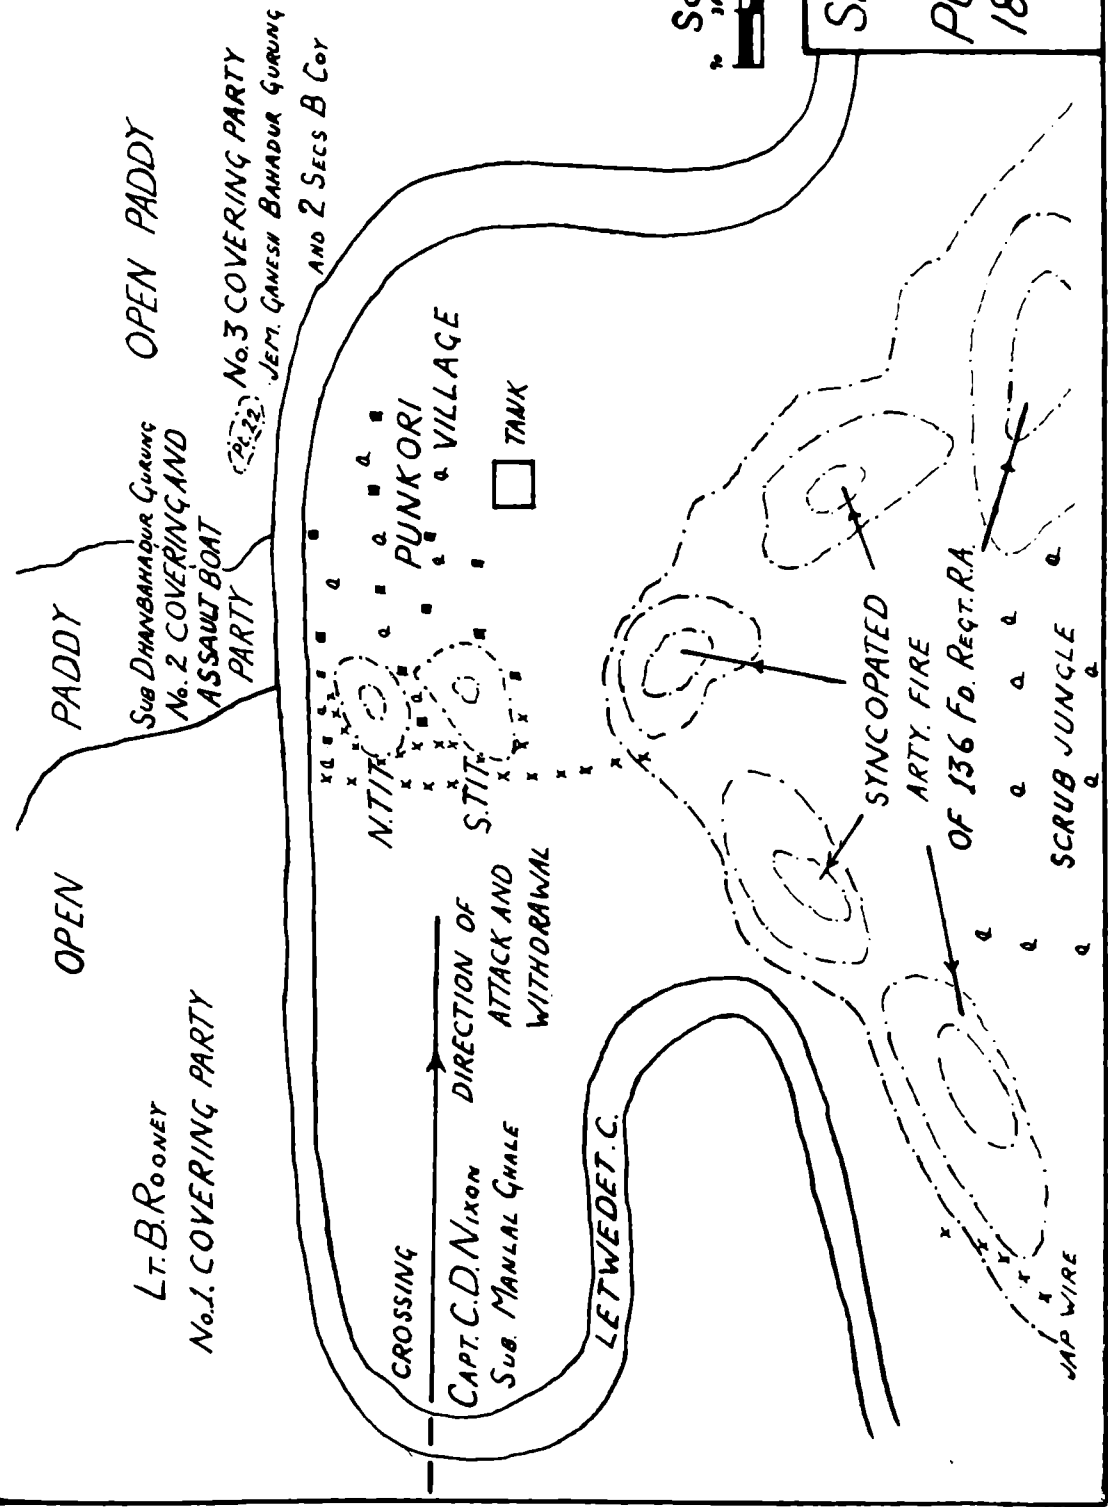 OPEN PADDY
OPEN PADDY
LT. B. ROONEY
No.1. COVERING PARTY
SUB DHANBAHADUR GURUNG
No. 2 COVERING AND
ASSAULT BOAT
PARTY
Pt. 22
No. 3 COVERING PARTY
JEM. GANESH BAHADUR GURUNG
AND 2 SECS B COY
CROSSING
CAPT. C. D. NIXON
SUB. MANLAL GHALE
DIRECTION OF
ATTACK AND
WITHDRAWAL
N.TIT
S.TIT
PUNKORI
VILLAGE
TANK
LETWEDET. C.
SYNCOPATED
ARTY. FIRE
OF 136 FD. REGT. R.A
SCRUB JUNGLE
JAP WIRE
18